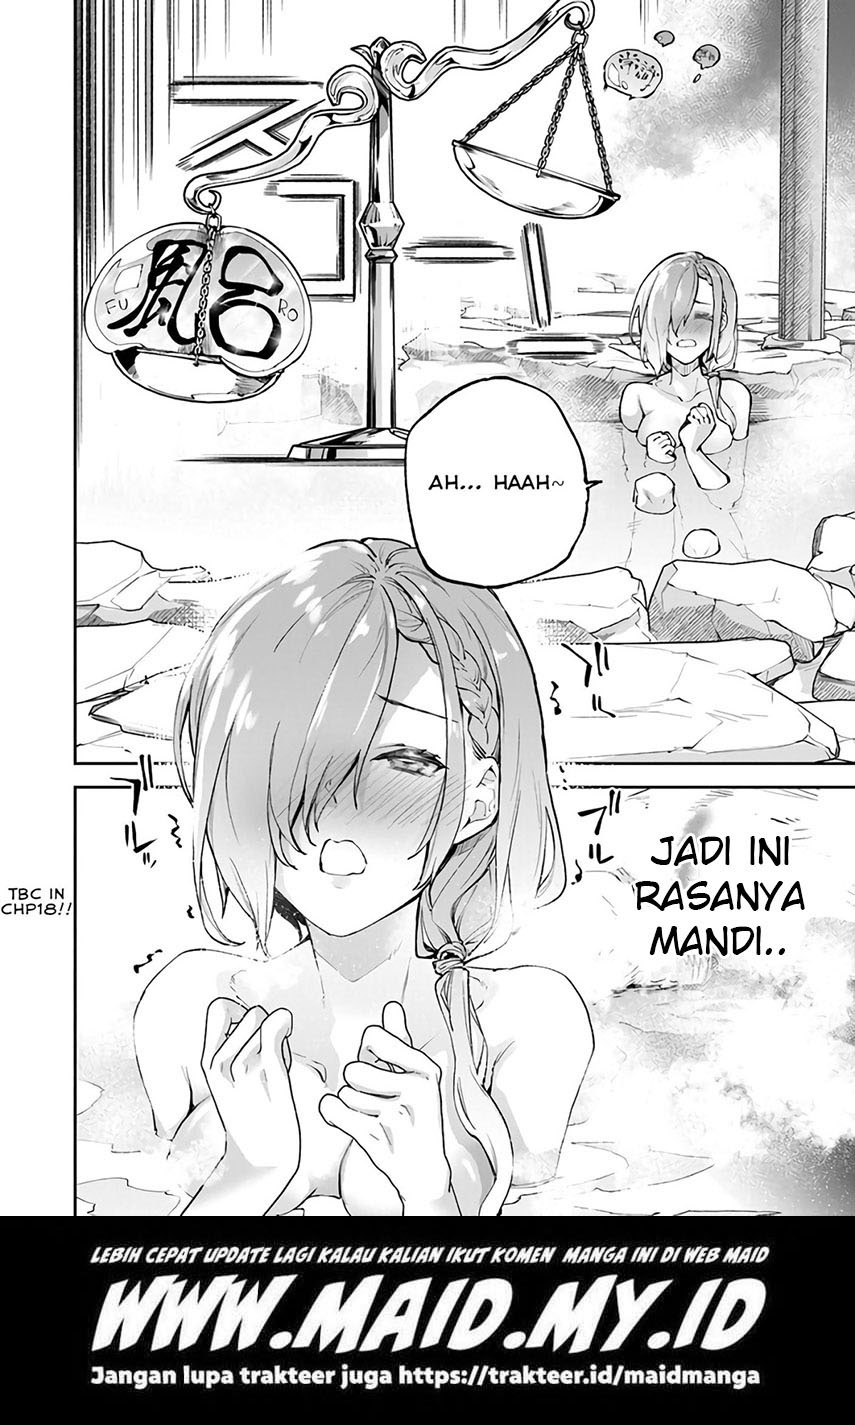 風呂
FU
RO
AH... HAAH~
JADI INI
RASANYA
MANDI..
TBC IN
CHP18!!
LEBIH CEPAT UPDATE LAGI KALAU KALIAN IKUT KOMEN MANGA INI DI WEB MAID
WWW.MAID.MY.ID
Jangan lupa trakteer juga https://trakteer.id/maidmanga